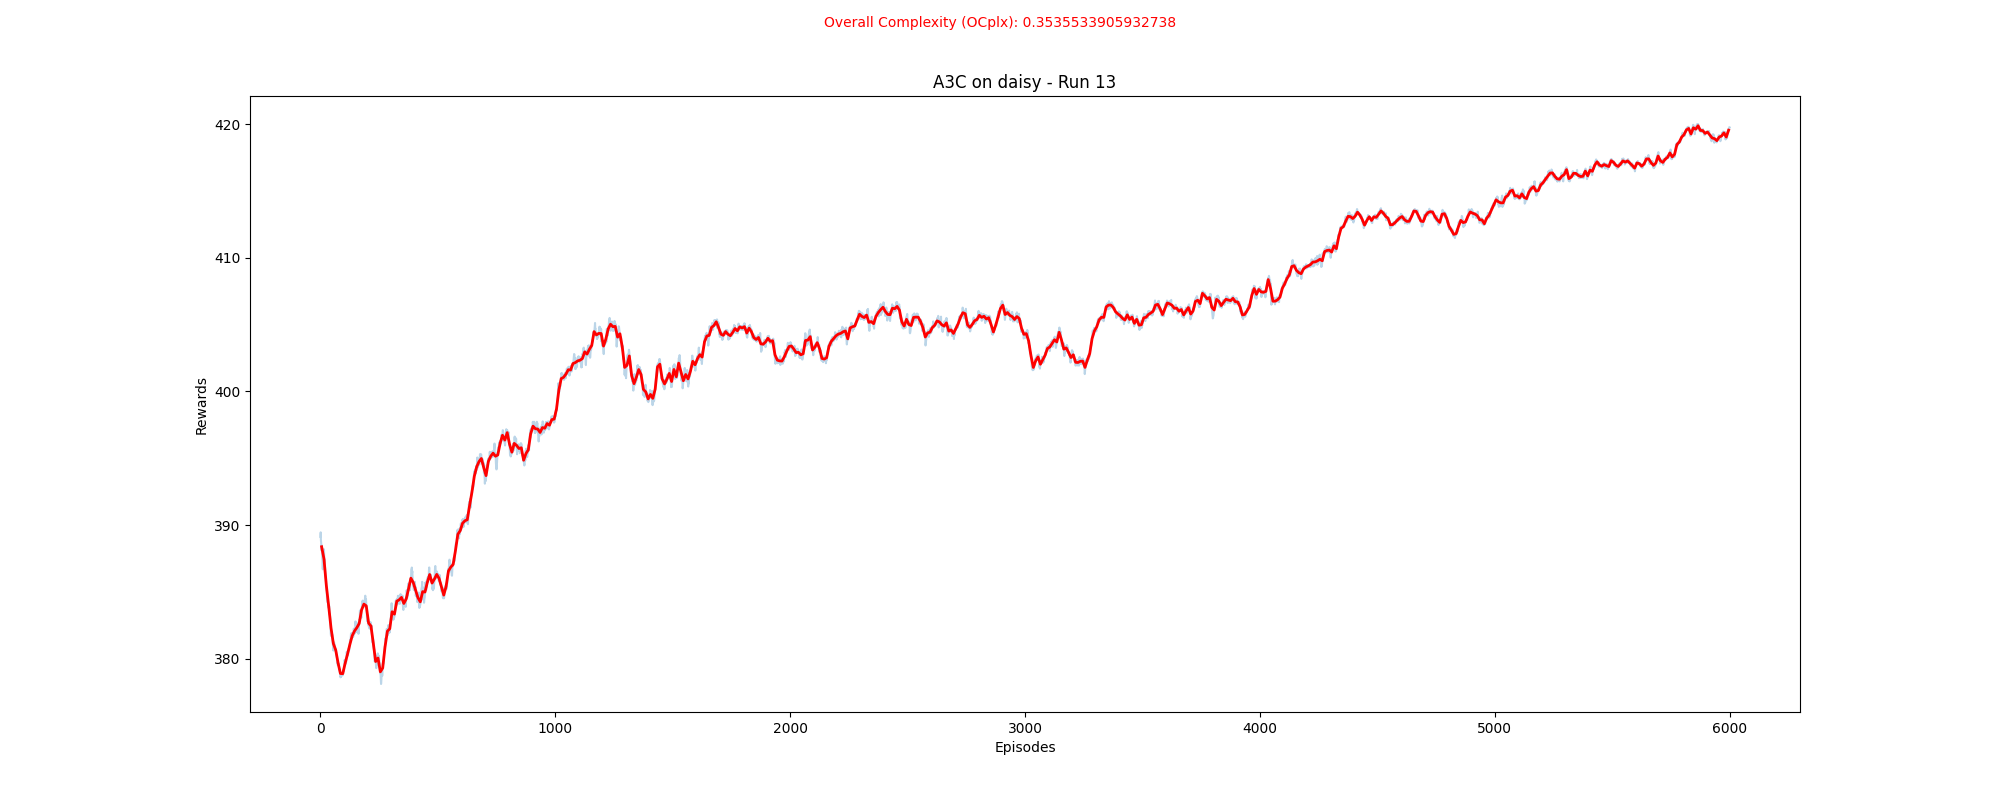 Overall Complexity (OCplx): 0.3535533905932738
A3C on daisy - Run 13
420
410
400
390
380
Rewards
0 1000 2000 3000 4000 5000 6000
Episodes